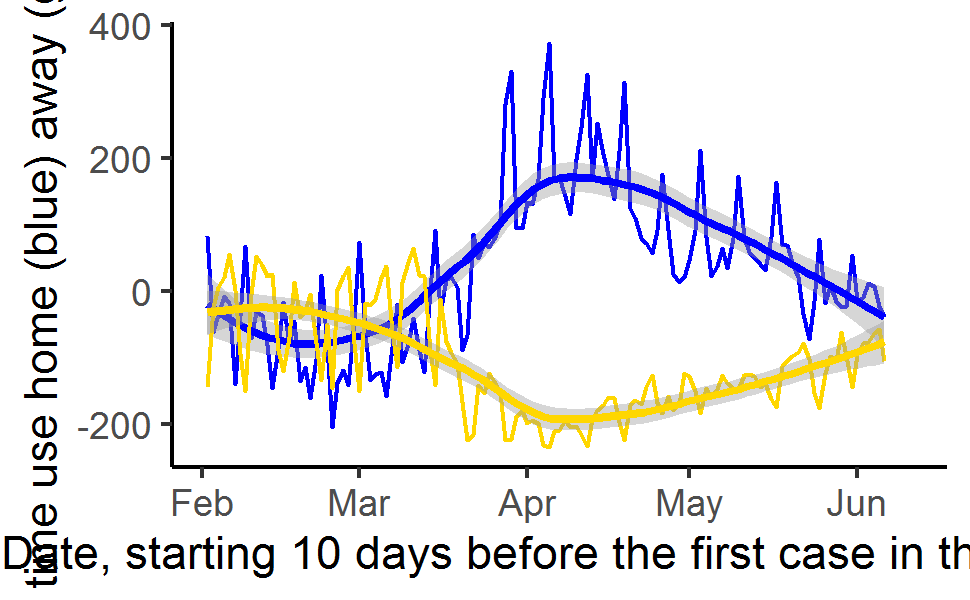 time use home (blue) away (
400
200
0
-200
Feb Mar Apr May Jun
Date, starting 10 days before the first case in th